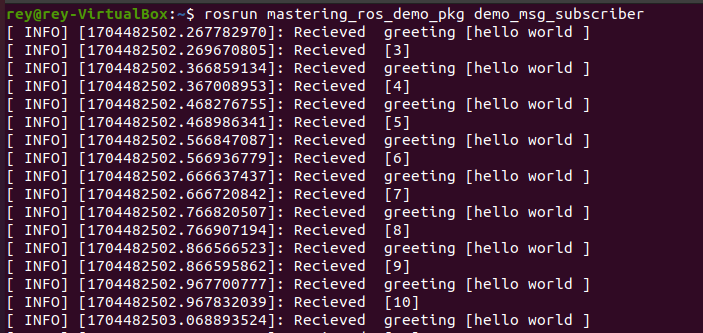 rey@rey-VirtualBox:~$ rosrun mastering_ros_demo_pkg demo_msg_subscriber
[ INFO] [1704482502.267782970]: Recieved  greeting [hello world ]
[ INFO] [1704482502.269670805]: Recieved  [3]
[ INFO] [1704482502.366859134]: Recieved  greeting [hello world ]
[ INFO] [1704482502.367008953]: Recieved  [4]
[ INFO] [1704482502.468276755]: Recieved  greeting [hello world ]
[ INFO] [1704482502.468986341]: Recieved  [5]
[ INFO] [1704482502.566847087]: Recieved  greeting [hello world ]
[ INFO] [1704482502.566936779]: Recieved  [6]
[ INFO] [1704482502.666637437]: Recieved  greeting [hello world ]
[ INFO] [1704482502.666720842]: Recieved  [7]
[ INFO] [1704482502.766820507]: Recieved  greeting [hello world ]
[ INFO] [1704482502.766907194]: Recieved  [8]
[ INFO] [1704482502.866566523]: Recieved  greeting [hello world ]
[ INFO] [1704482502.866595862]: Recieved  [9]
[ INFO] [1704482502.967700777]: Recieved  greeting [hello world ]
[ INFO] [1704482502.967832039]: Recieved  [10]
[ INFO] [1704482503.068893524]: Recieved  greeting [hello world ]